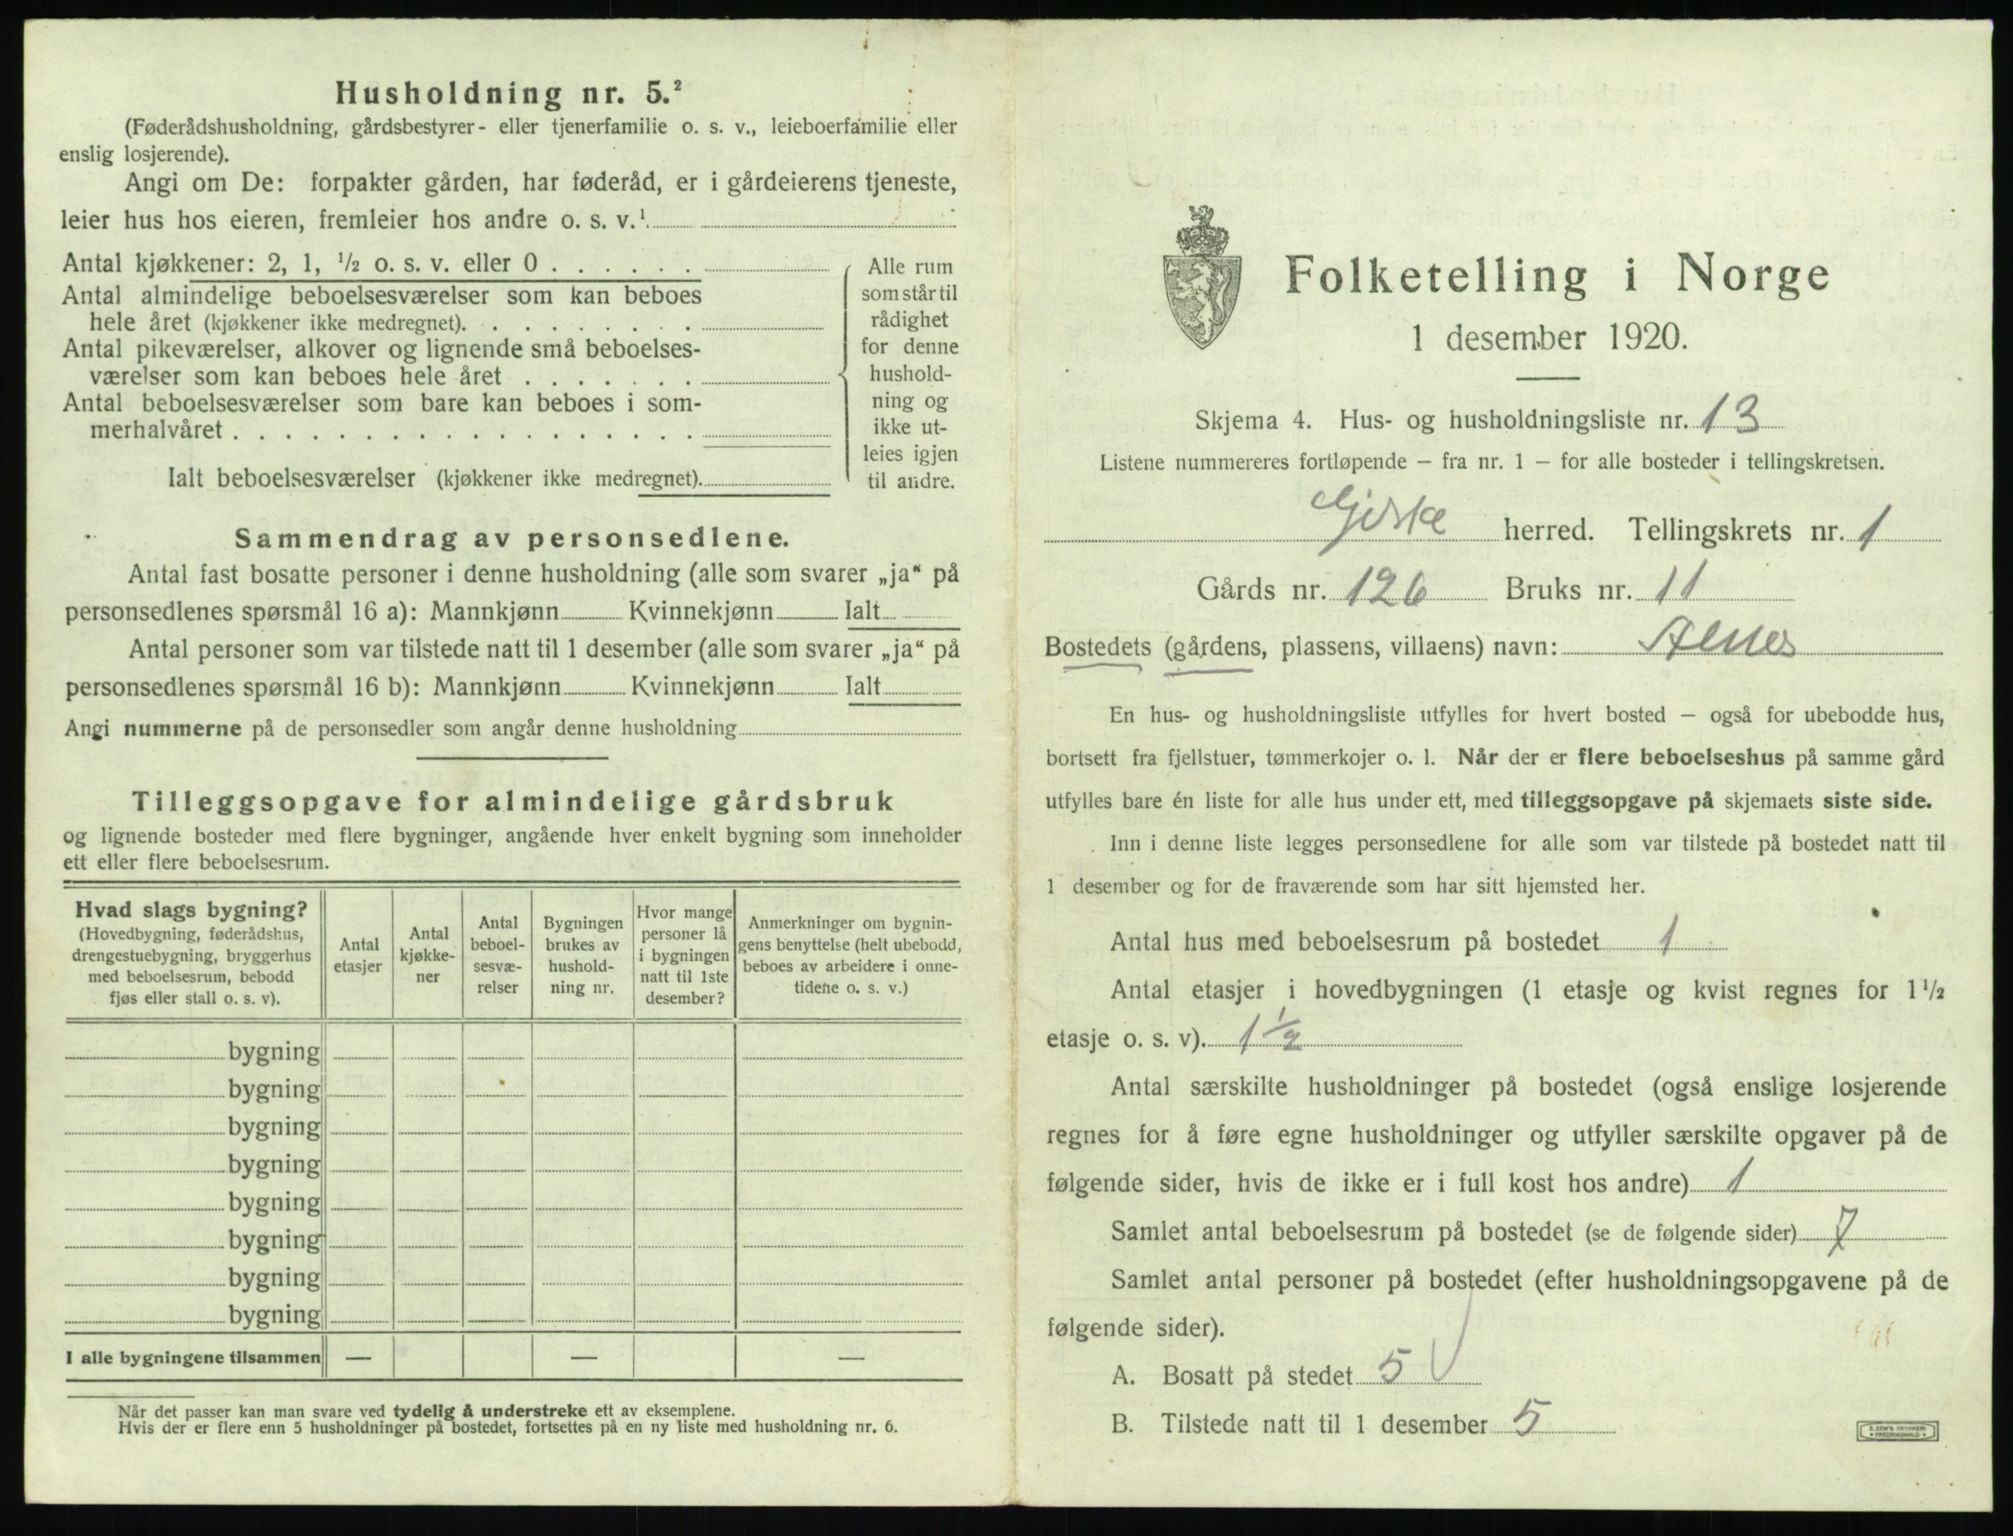 Husholdning nr. 5.²
(Føderådshusholdning, gårdsbestyrer- eller tjenerfamilie o. s. v., leieboerfamilie eller
enslig losjerende).
Angi om De: forpakter gården, har føderåd, er i gårdeierens tjeneste,
leier hus hos eieren, fremleier hos andre o. s. v.¹
Antal kjøkkener: 2, 1, ½ o. s. v. eller 0 . . . . . .
Antal almindelige beboelsesværelser som kan beboes
hele året (kjøkkener ikke medregnet). . . . . . . . .
Antal pikeværelser, alkover og lignende små beboelses-
værelser som kan beboes hele året . . . . . . .
Antal beboelsesværelser som bare kan beboes i som-
merhalvåret . . . . . . . . . . . . . . . . . .
Ialt beboelsesværelser (kjøkkener ikke medregnet).
Alle rum
som står til
rådighet
for denne
hushold-
ning og
ikke ut-
leies igjen
til andre.
Sammendrag av personsedlene.
Antal fast bosatte personer i denne husholdning (alle som svarer „ja“ på
personsedlenes spørsmål 16 a): Mannkjønn Kvinnekjønn Ialt
Antal personer som var tilstede natt til 1 desember (alle som svarer „ja“ på
personsedlenes spørsmål 16 b): Mannkjønn Kvinnekjønn Ialt
Angi nummerne på de personsedler som angår denne husholdning
Tilleggsopgave for almindelige gårdsbruk
og lignende bosteder med flere bygninger, angående hver enkelt bygning som inneholder
ett eller flere beboelsesrum.
Hvad slags bygning?
(Hovedbygning, føderådshus,
drengestuebygning, bryggerhus
med beboelsesrum, bebodd
fjøs eller stall o. s. v).
Antal
etasjer
Antal
kjøkke-
ner
Antal
beboel-
sesvæ-
relser
Bygningen
brukes av
hushold-
ning nr.
Hvor mange
personer lå
i bygningen
natt til 1ste
desember?
Anmerkninger om bygnin-
gens benyttelse (helt ubebodd,
beboes av arbeidere i onne-
tidene o. s. v.)
bygning
bygning
bygning
bygning
bygning
bygning
bygning
bygning
I alle bygningene tilsammen — — —
Når det passer kan man svare ved tydelig å understreke ett av eksemplene.
Hvis der er flere enn 5 husholdninger på bostedet, fortsettes på en ny liste med husholdning nr. 6.
Folketelling i Norge
1 desember 1920.
Skjema 4. Hus- og husholdningsliste nr. 13
Listene nummereres fortløpende – fra nr. 1 – for alle bosteder i tellingskretsen.
Giske herred. Tellingskrets nr. 1
Gårds nr. 126 Bruks nr. 11
Bostedets (gårdens, plassens, villaens) navn: Alnes
En hus- og husholdningsliste utfylles for hvert bosted – også for ubebodde hus,
bortsett fra fjellstuer, tømmerkojer o. l. Når der er flere beboelseshus på samme gård
utfylles bare én liste for alle hus under ett, med tilleggsopgave på skjemaets siste side.
Inn i denne liste legges personsedlene for alle som var tilstede på bostedet natt til
1 desember og for de fraværende som har sitt hjemsted her.
Antal hus med beboelsesrum på bostedet 1
Antal etasjer i hovedbygningen (1 etasje og kvist regnes for 1½
etasje o. s. v). 1½
Antal særskilte husholdninger på bostedet (også enslige losjerende
regnes for å føre egne husholdninger og utfyller særskilte opgaver på de
følgende sider, hvis de ikke er i full kost hos andre) 1
Samlet antal beboelsesrum på bostedet (se de følgende sider) 7
Samlet antal personer på bostedet (efter husholdningsopgavene på de
følgende sider).
A. Bosatt på stedet 5
B. Tilstede natt til 1 desember 5